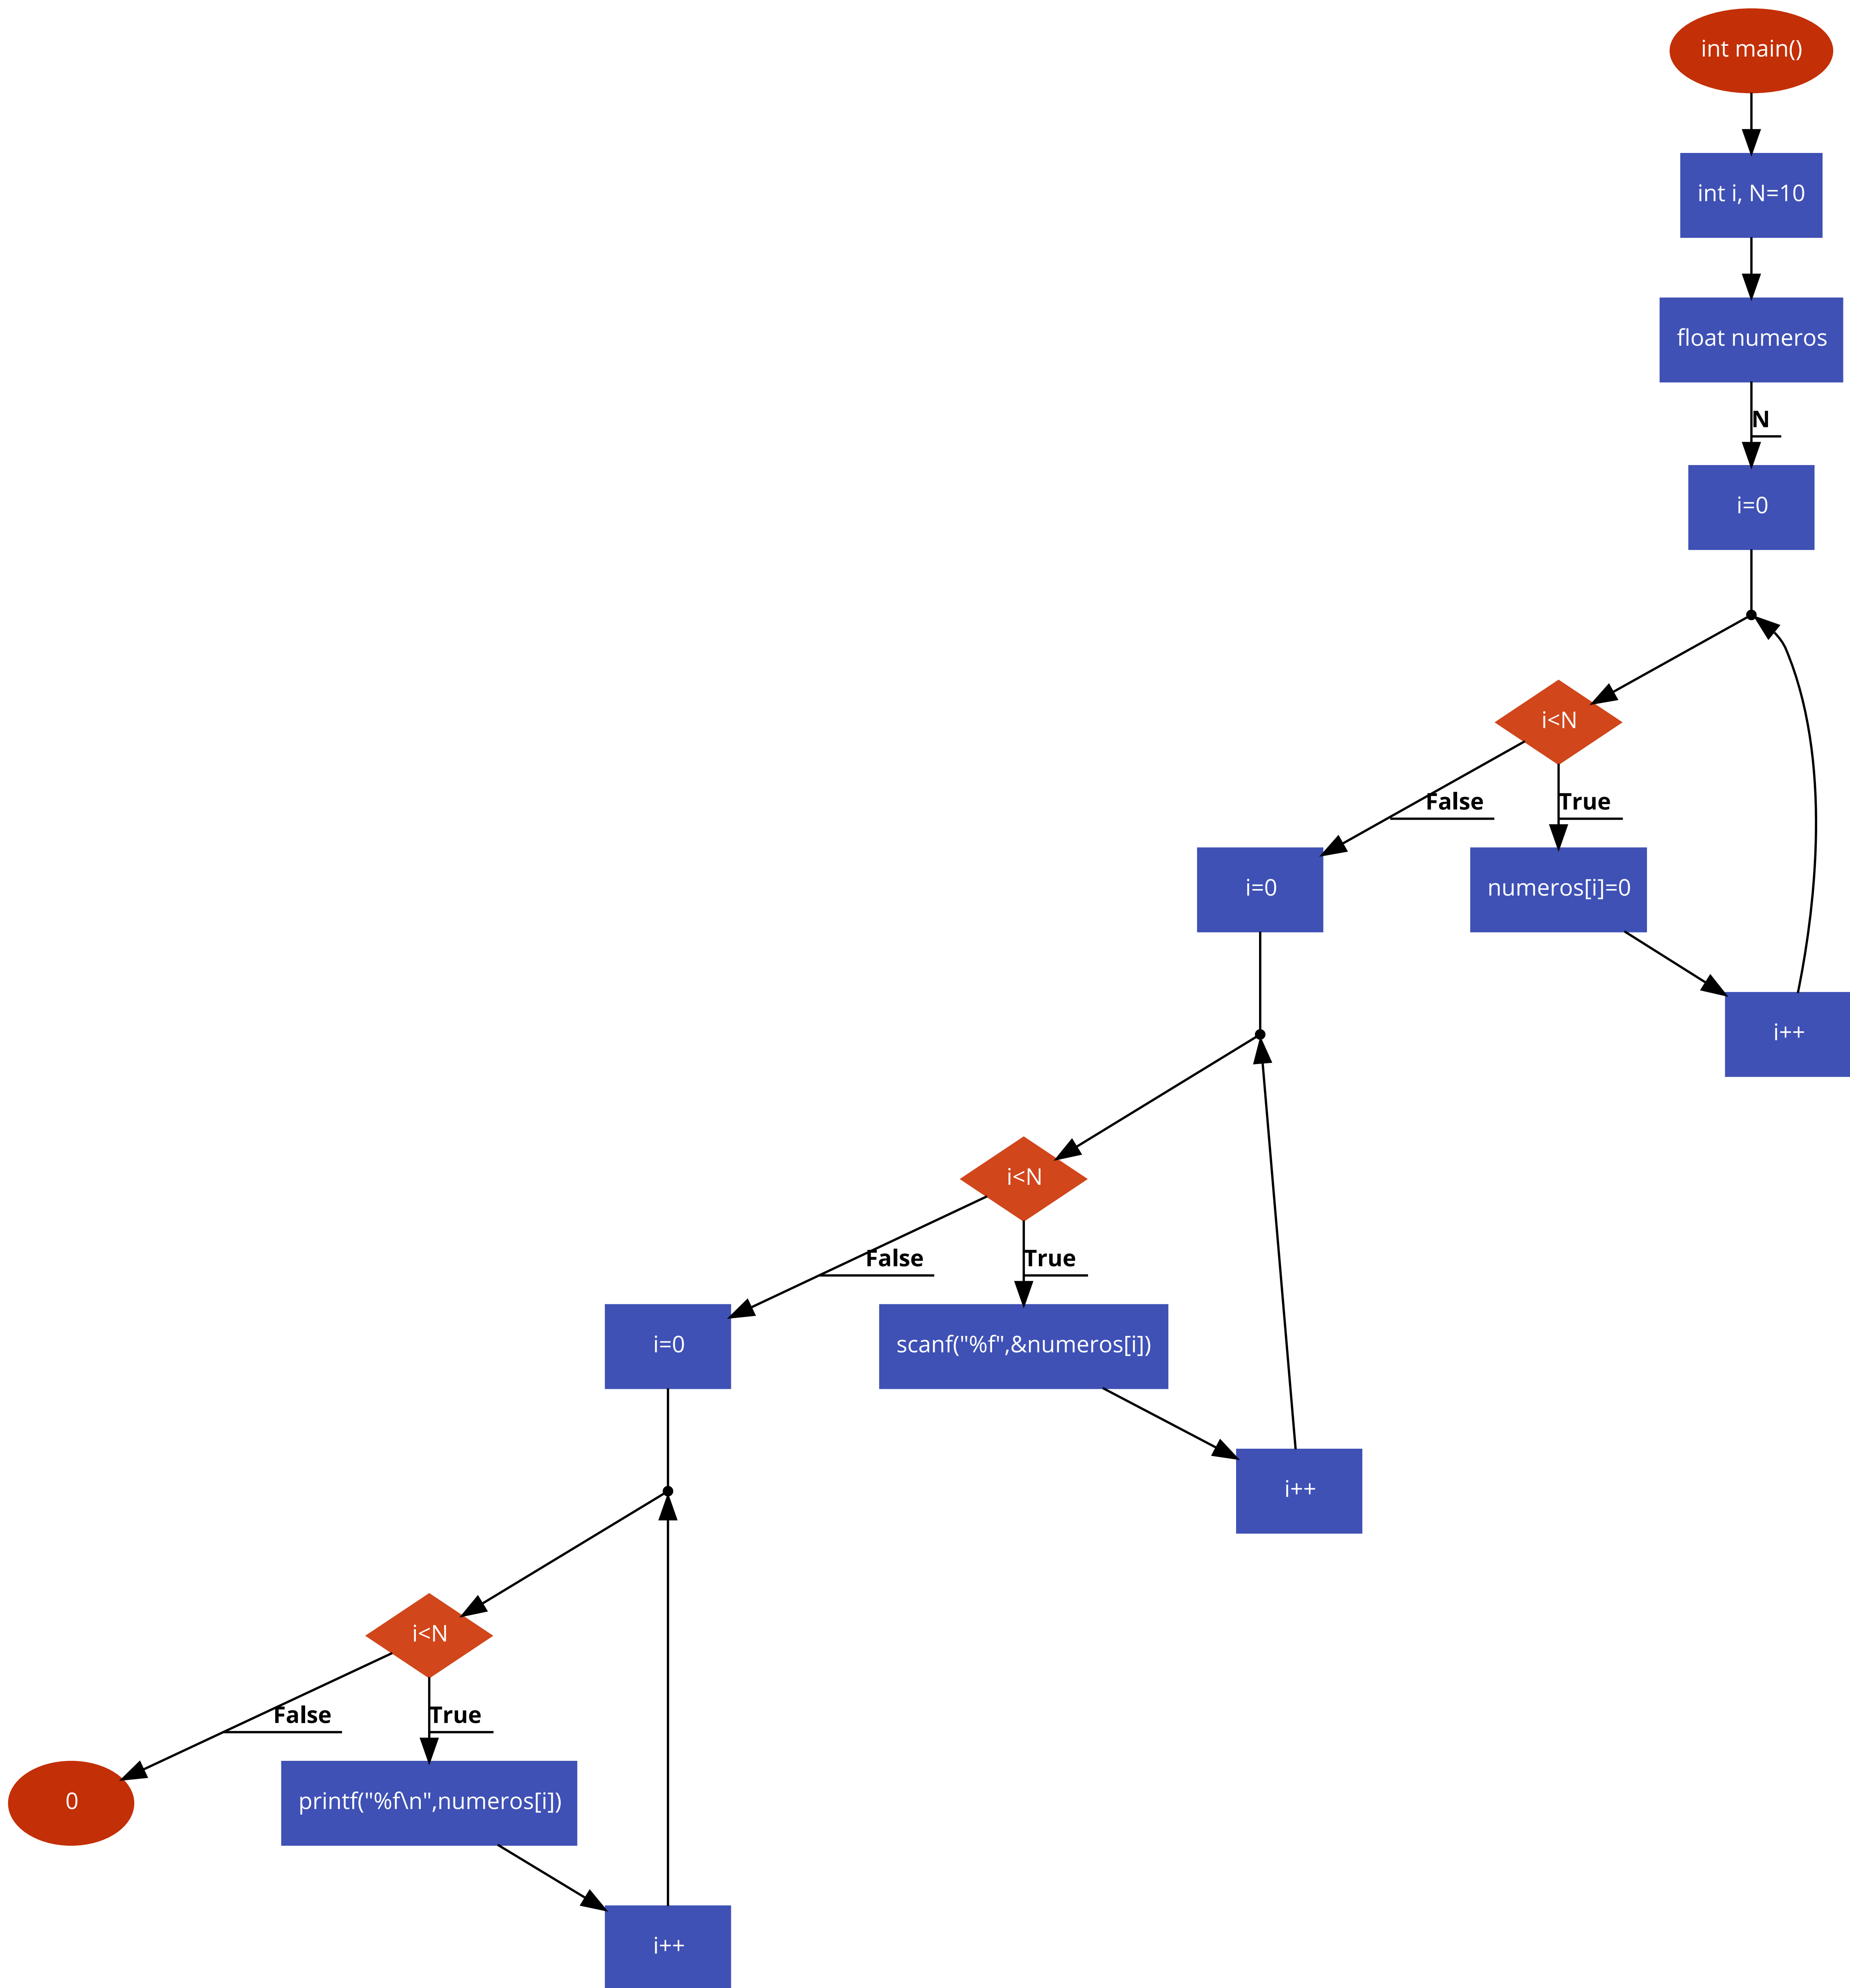 int main()
int i, N=10
float numeros
N
i=0
i<N
False
True
i=0
numeros[i]=0
i++
i<N
False
True
i=0
scanf("%f",&numeros[i])
i++
i<N
False
True
0
printf("%f\n",numeros[i])
i++